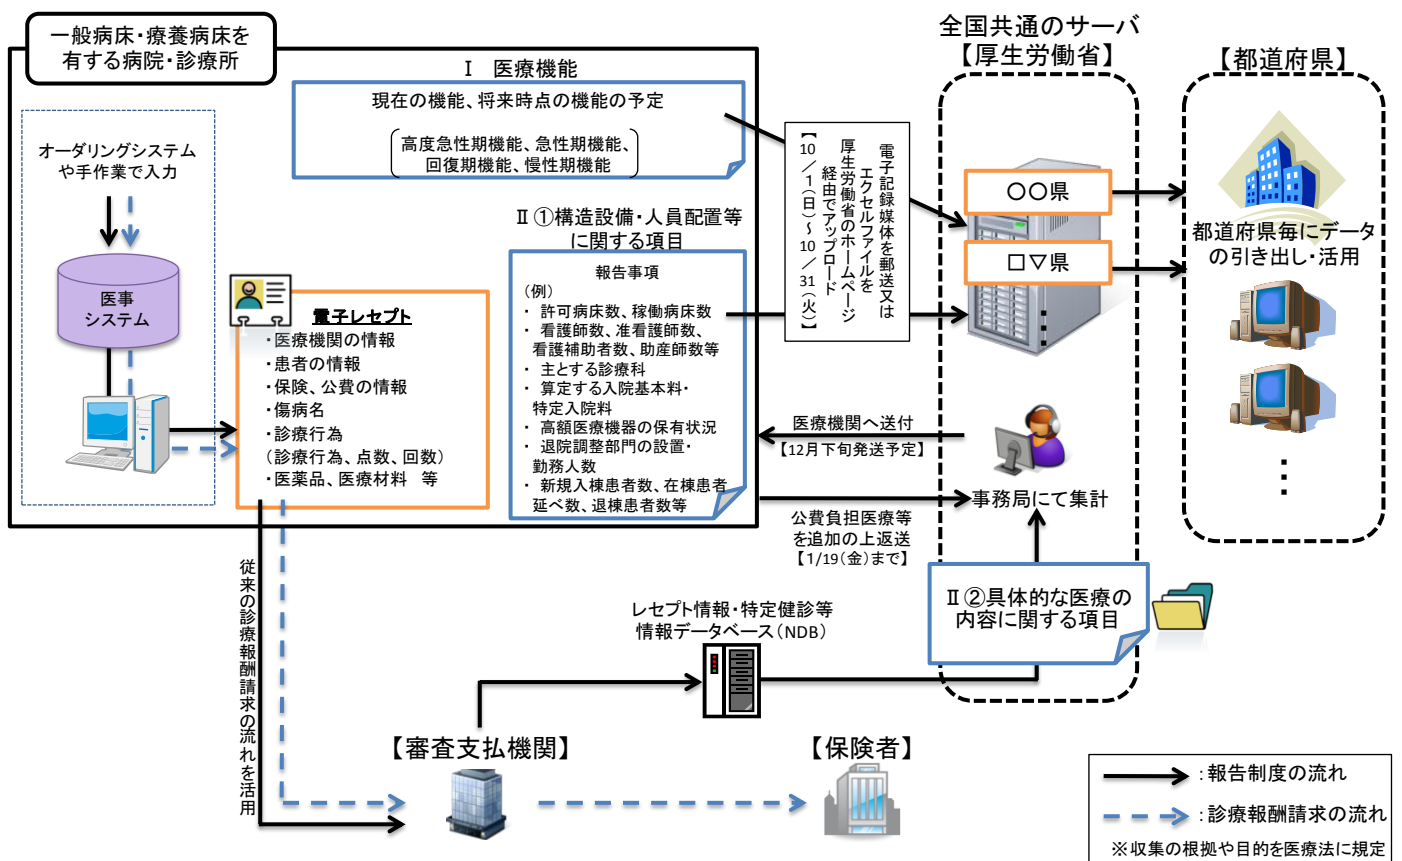 一般病床・療養病床を
有する病院・診療所
オーダリングシステム
や手作業で入力
医事
システム
電子レセプト
・医療機関の情報
・患者の情報
・保険、公費の情報
・傷病名
・診療行為
（診療行為、点数、回数）
・医薬品、医療材料　等
Ⅰ　医療機能
現在の機能、将来時点の機能の予定
高度急性期機能、急性期機能、
回復期機能、慢性期機能
Ⅱ①構造設備・人員配置等
に関する項目
報告事項
（例）
・ 許可病床数、稼働病床数
・ 看護師数、准看護師数、
看護補助者数、助産師数等
・ 主とする診療科
・ 算定する入院基本料・
特定入院料
・ 高額医療機器の保有状況
・ 退院調整部門の設置・
勤務人数
・ 新規入棟患者数、在棟患者
延べ数、退棟患者数等
電子記録媒体を郵送又は
エクセルファイルを
厚生労働省のホームページ
経由でアップロード
【10／1（日）～10／31（火）】
全国共通のサーバ
【厚生労働省】
〇〇県
□▽県
【都道府県】
都道府県毎にデータ
の引き出し・活用
・
・
・
医療機関へ送付
【12月下旬発送予定】
事務局にて集計
公費負担医療等
を追加の上返送
【1/19（金）まで】
Ⅱ②具体的な医療の
内容に関する項目
レセプト情報・特定健診等
情報データベース（NDB）
従来の診療報酬請求の流れを活用
【審査支払機関】
【保険者】
：報告制度の流れ
：診療報酬請求の流れ
※収集の根拠や目的を医療法に規定